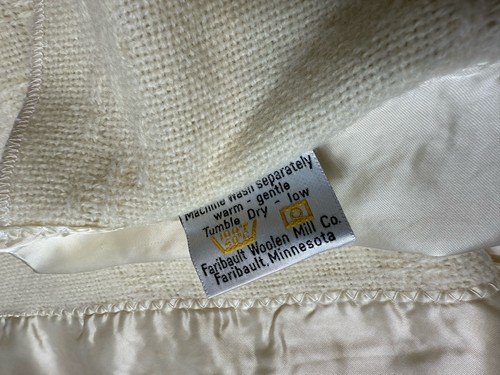 Machine Wash separately
warm - gentle
Tumble Dry - low
Faribault Woolen Mill Co.
Faribault, Minnesota